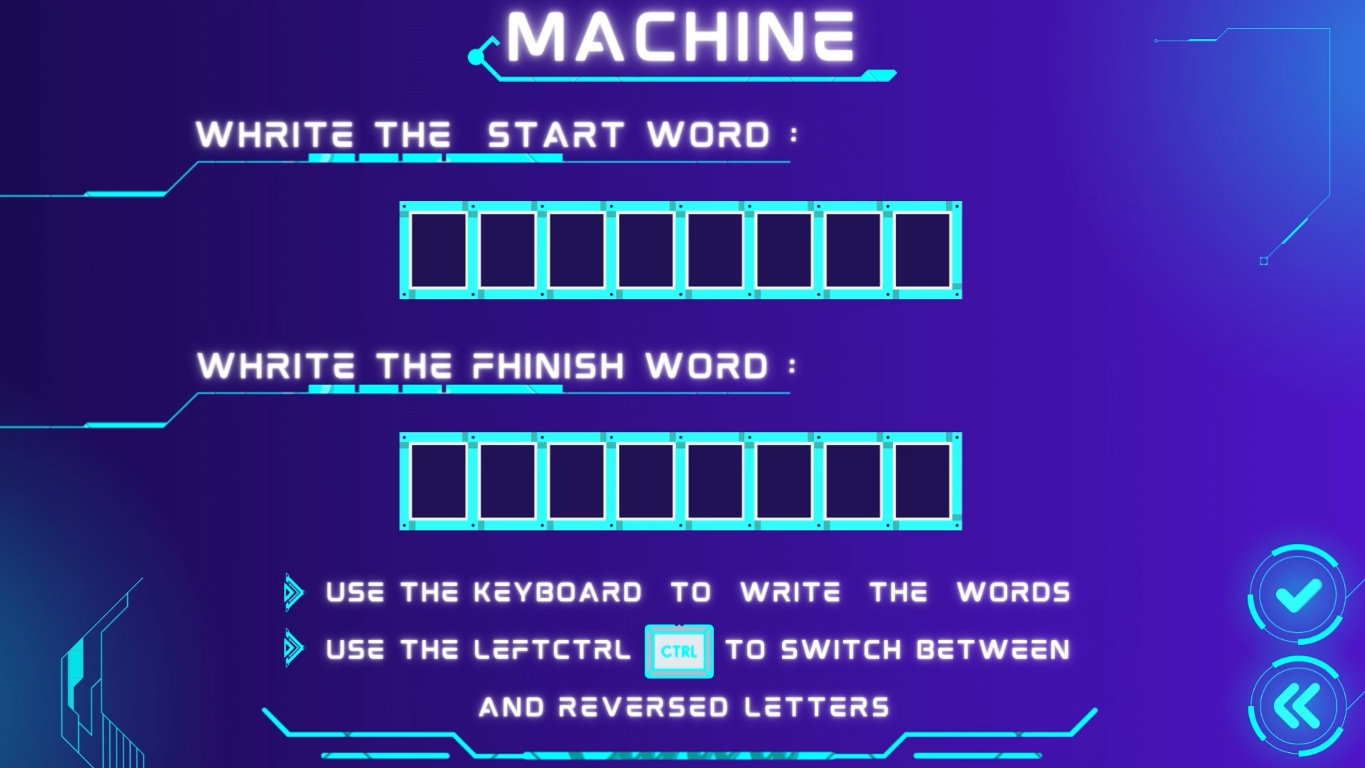 MACHINE
WHRITE THE START WORD :
WHRITE THE FHINISH WORD :
USE THE KEYBOARD TO WRITE THE WORDS
USE THE LEFTCTRL CTRL TO SWITCH BETWEEN
AND REVERSED LETTERS